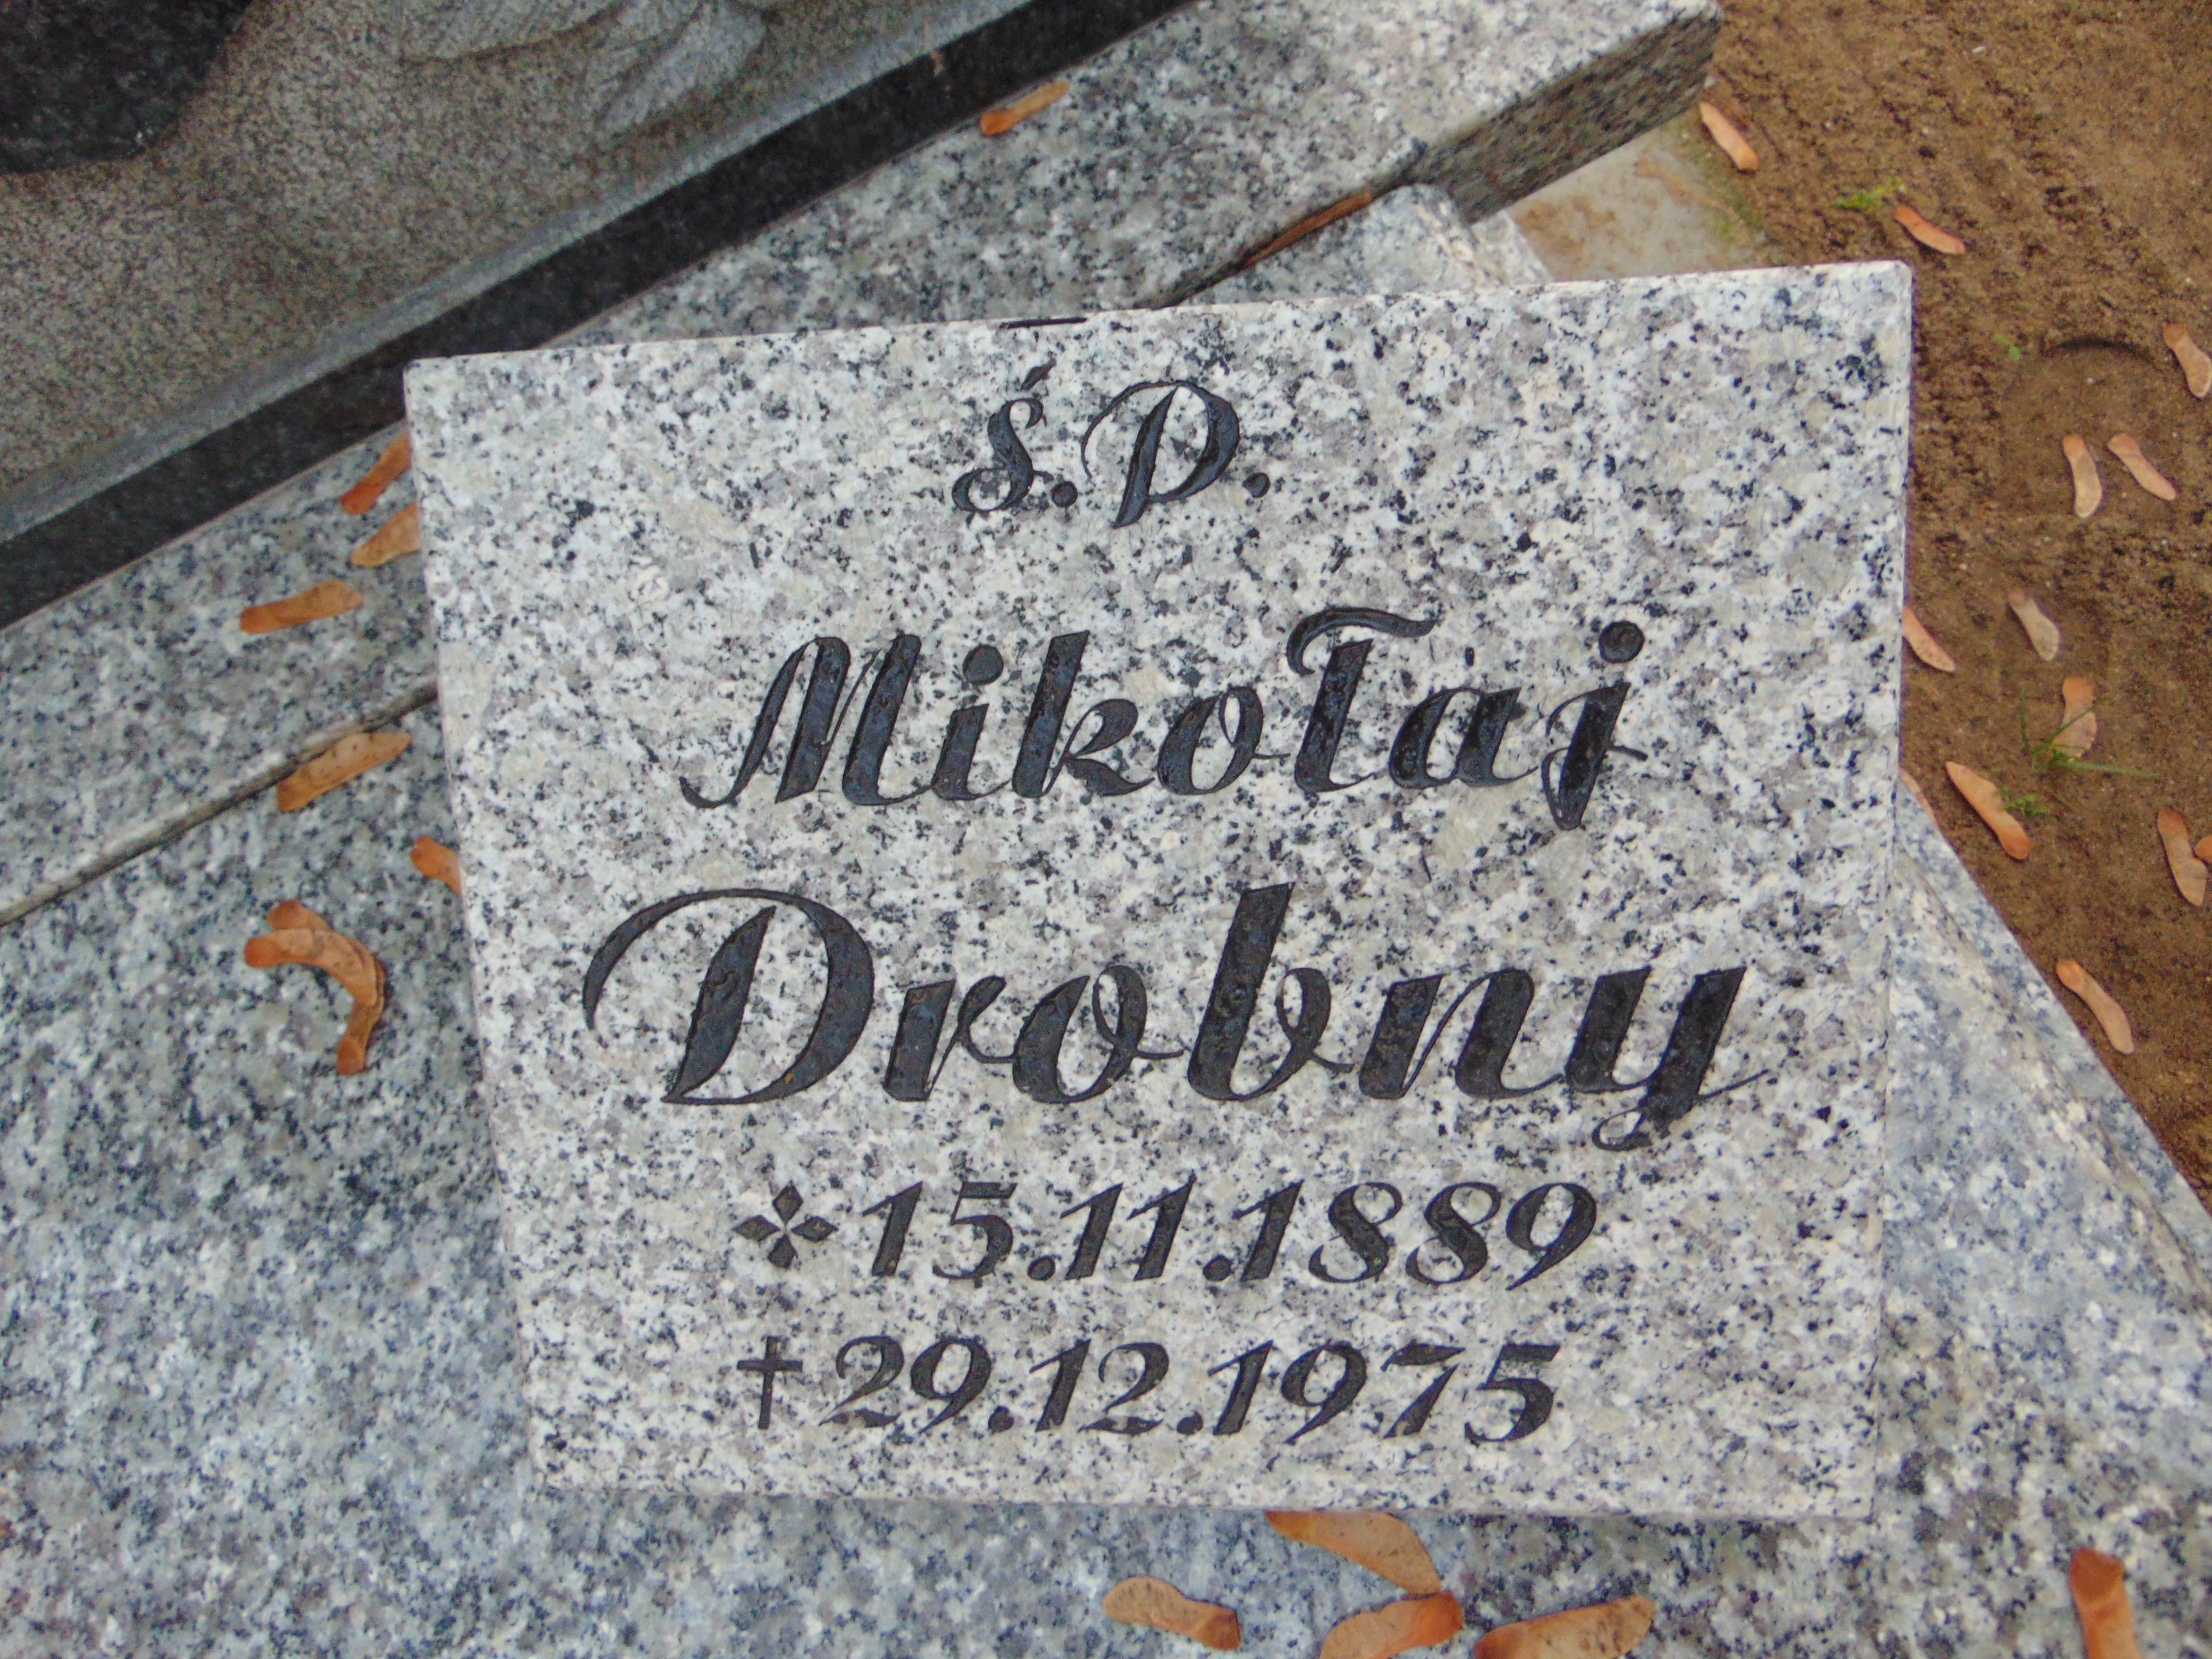 Ś.P.
Mikołaj
Drobny
✤15.11.1889
†29.12.1975